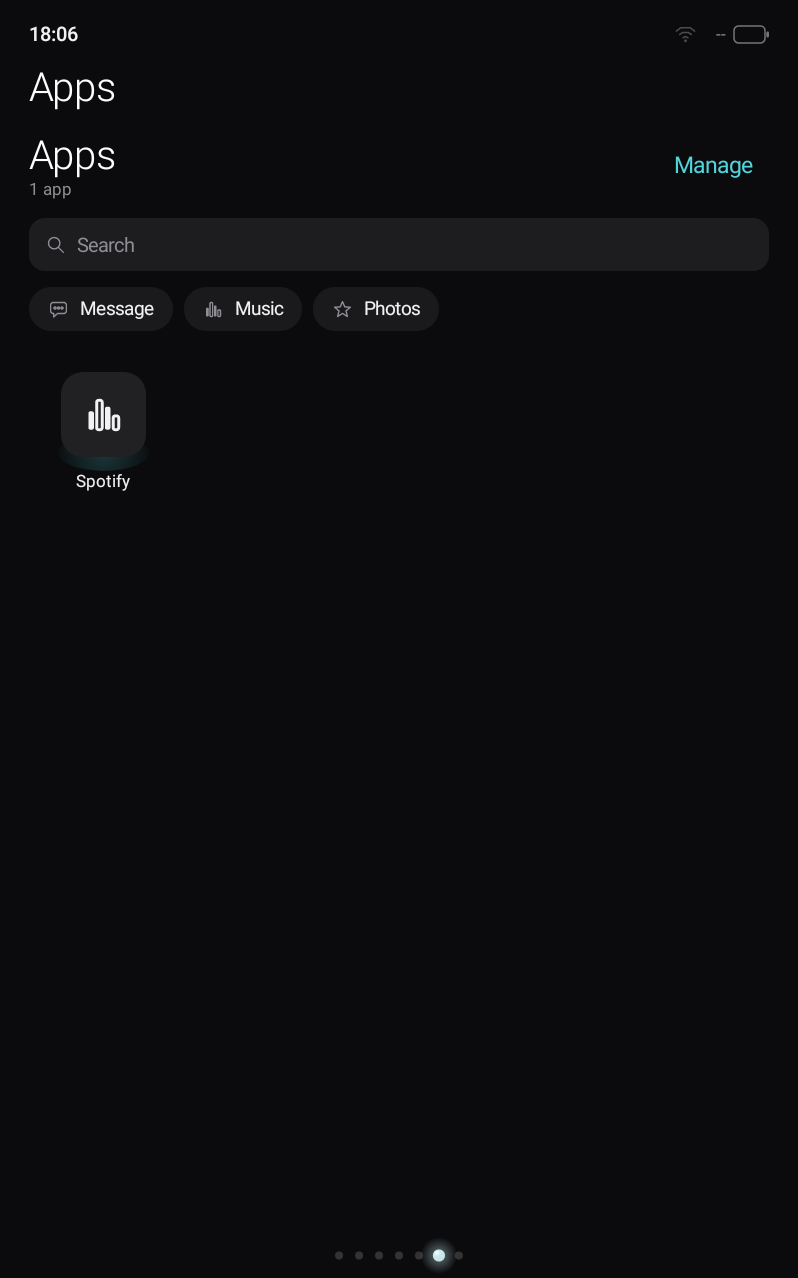 18:06 --
Apps
Apps
Manage
1 app
Search
Message Music Photos
Spotify